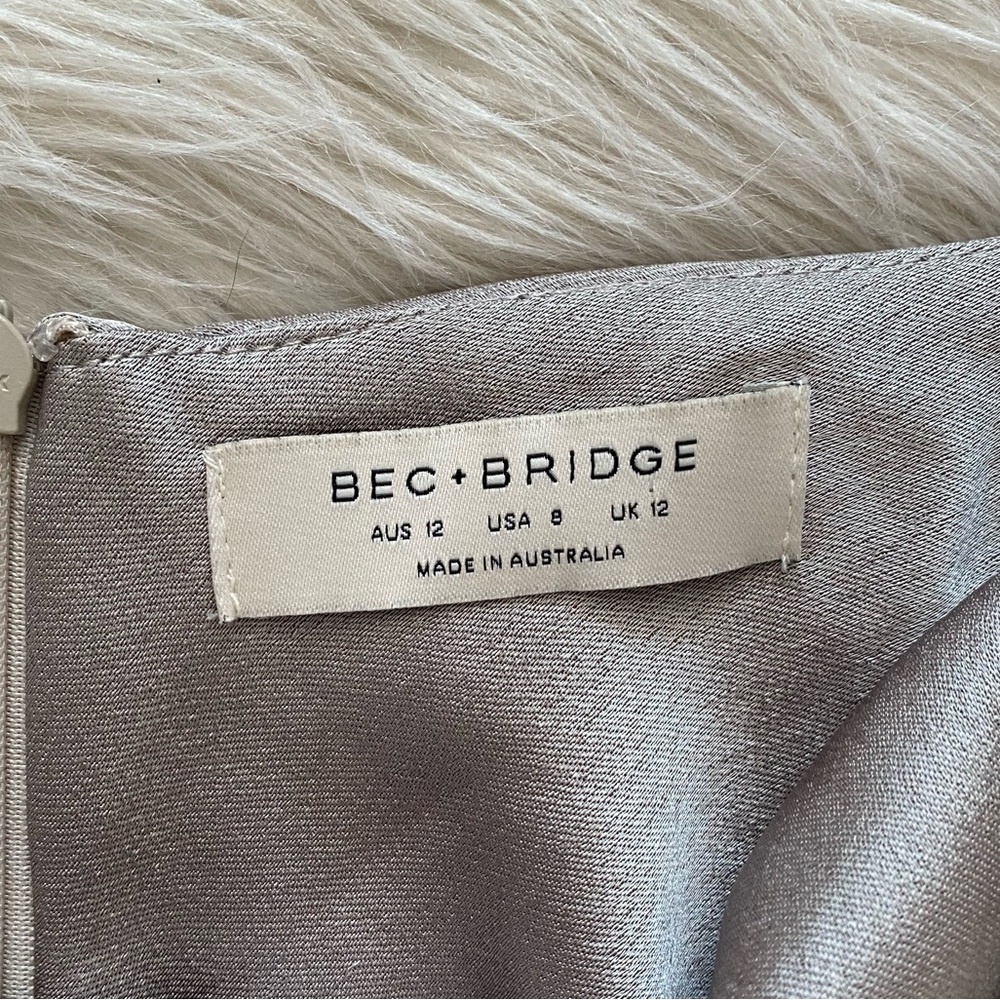 BEC+BRIDGE
AUS 12 USA 8 UK 12
MADE IN AUSTRALIA